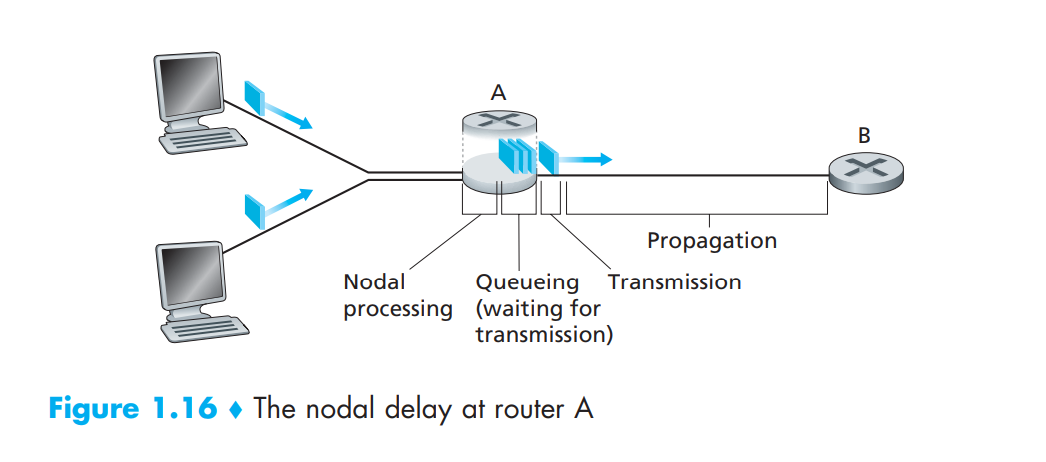 A
B
Propagation
Nodal
processing
Queueing
(waiting for
transmission)
Transmission
Figure 1.16 ♦ The nodal delay at router A